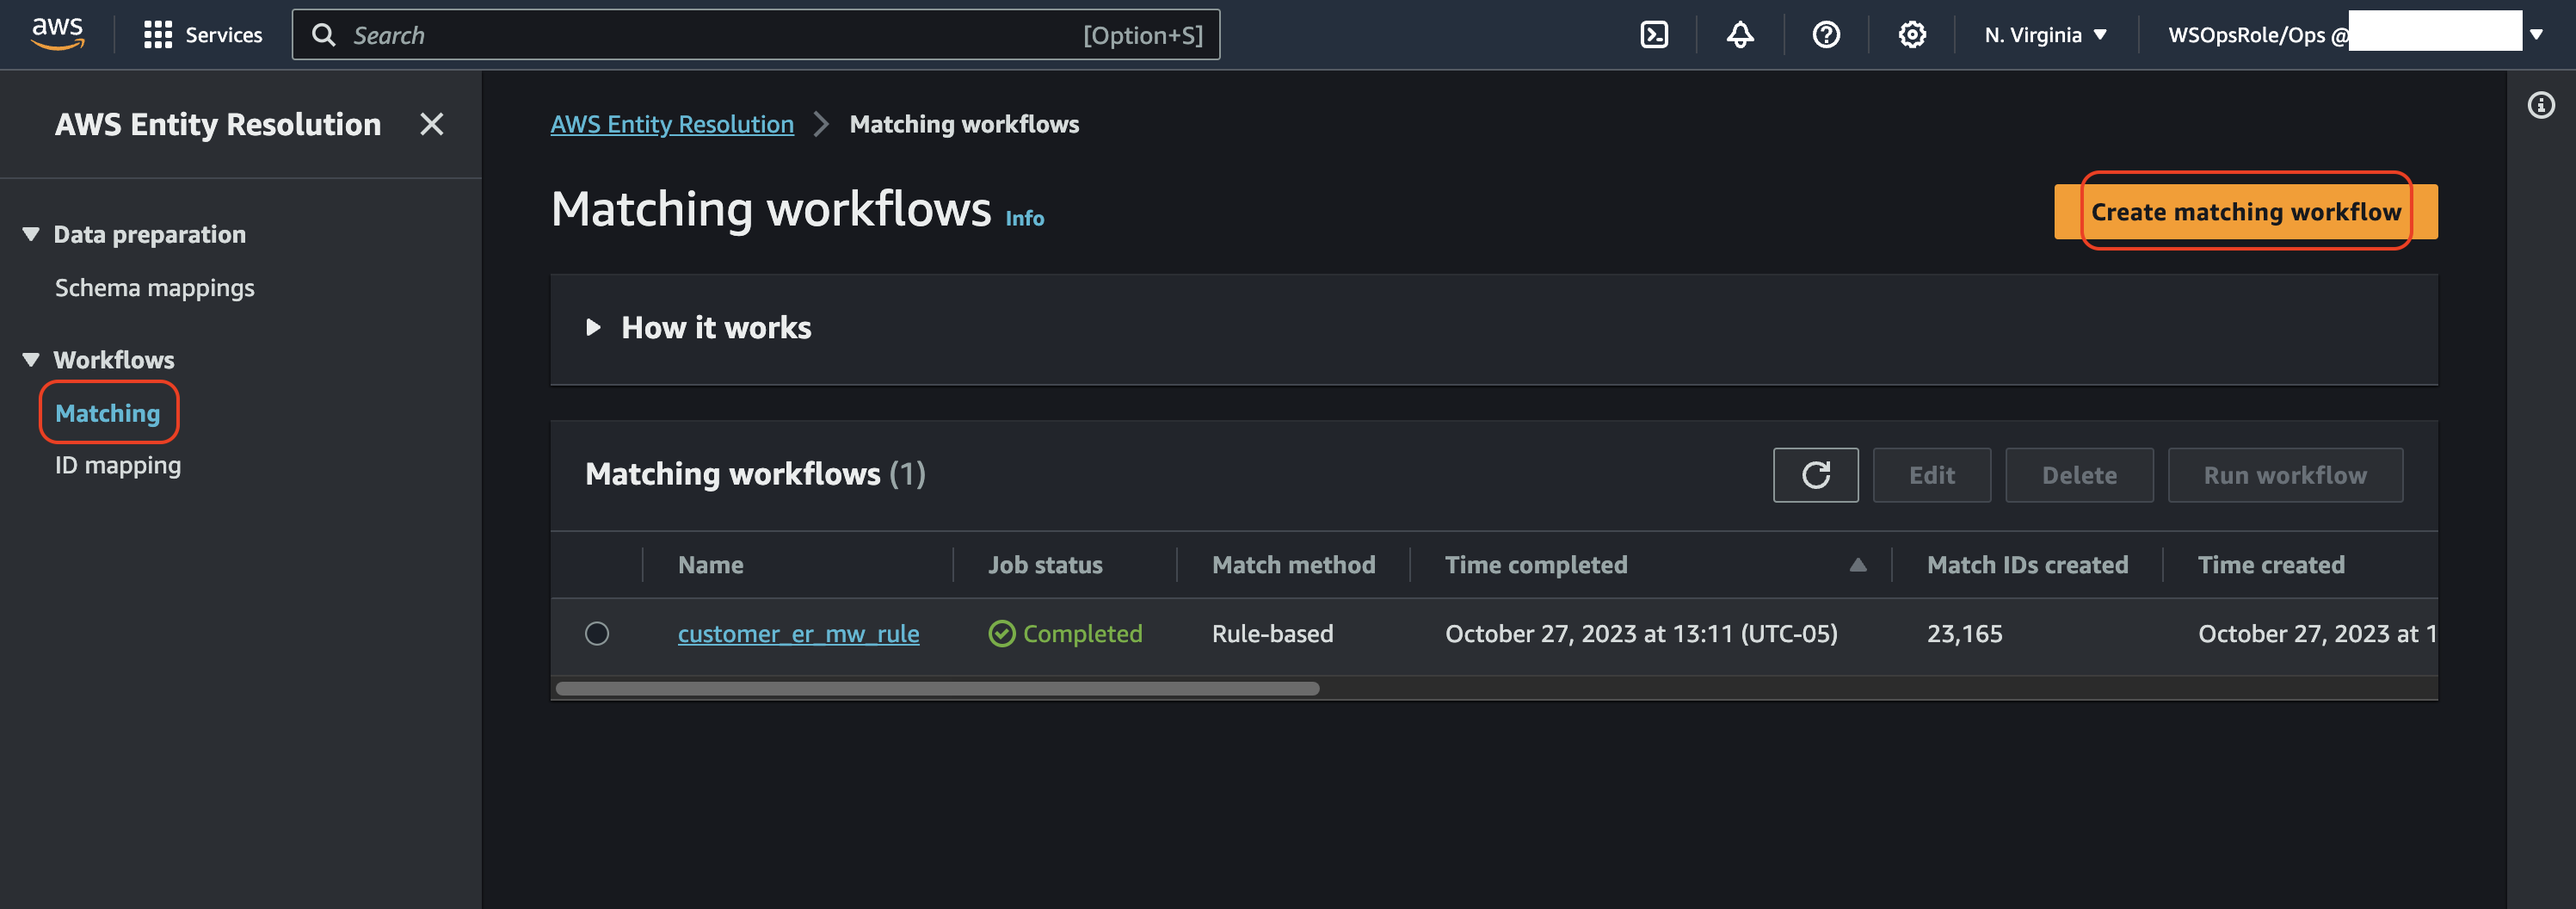 aws Services Search [Option+S] N. Virginia WSOpsRole/Ops @
AWS Entity Resolution
Data preparation
Schema mappings
Workflows
Matching
ID mapping
AWS Entity Resolution Matching workflows
Matching workflows Info
Create matching workflow
How it works
Matching workflows (1)
Edit Delete Run workflow
Name Job status Match method Time completed Match IDs created Time created
customer_er_mw_rule Completed Rule-based October 27, 2023 at 13:11 (UTC-05) 23,165 October 27, 2023 at 1